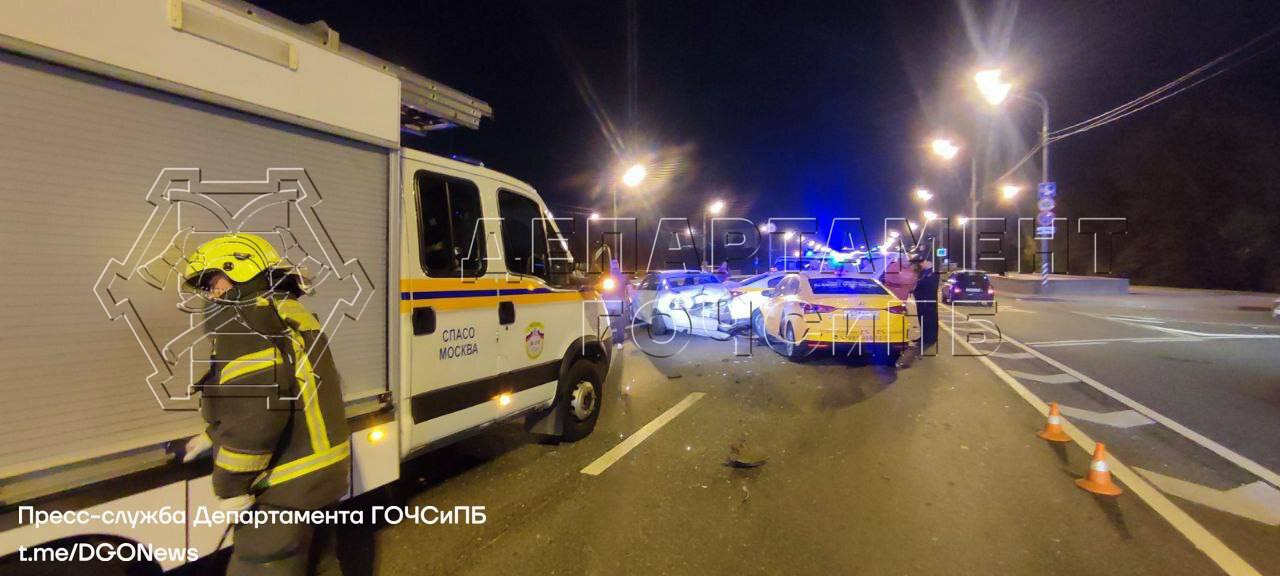 ДЕПАРТАМЕНТ
ГОЧСИПБ
СПАСО
МОСКВА
Пресс-служба Департамента ГОЧСиПБ
t.me/DGONews